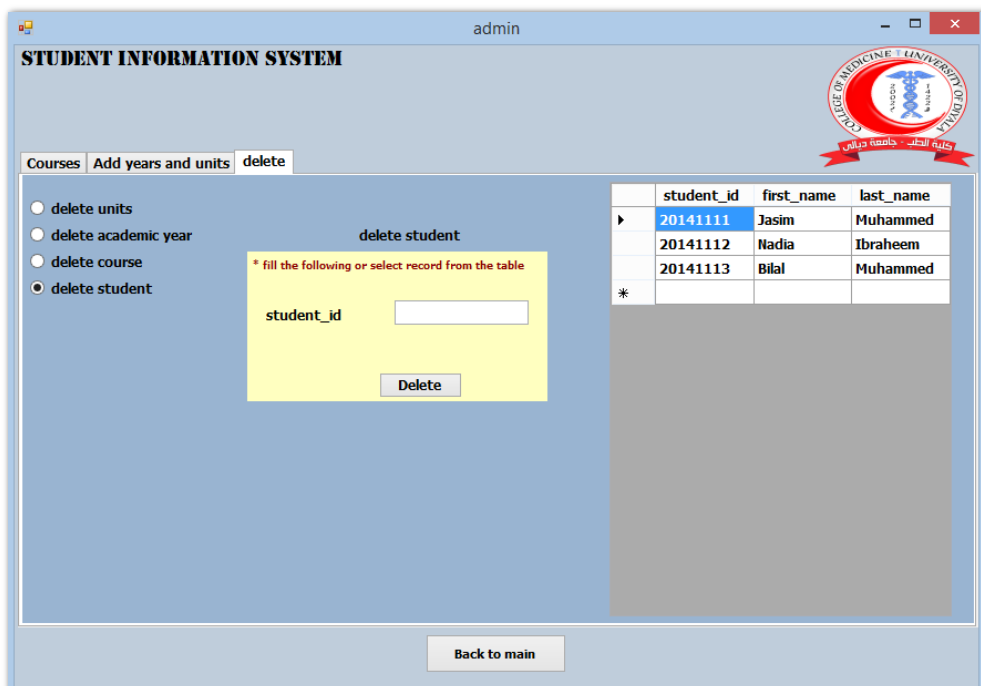 admin
STUDENT INFORMATION SYSTEM
COLLEGE OF MEDICINE UNIVERSITY OF DIYALA
كلية الطب - جامعة ديالى
Courses Add years and units delete
delete units
delete academic year
delete course
delete student
delete student
* fill the following or select record from the table
student_id
Delete
student_id first_name last_name
20141111 Jasim Muhammed
20141112 Nadia Ibraheem
20141113 Bilal Muhammed
Back to main